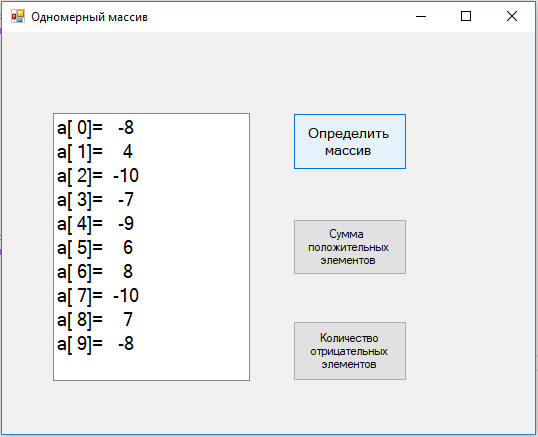 Одномерный массив
a[ 0]=   -8
a[ 1]=    4
a[ 2]=  -10
a[ 3]=   -7
a[ 4]=   -9
a[ 5]=    6
a[ 6]=    8
a[ 7]=  -10
a[ 8]=    7
a[ 9]=   -8
Определить
массив
Сумма
положительных
элементов
Количество
отрицательных
элементов